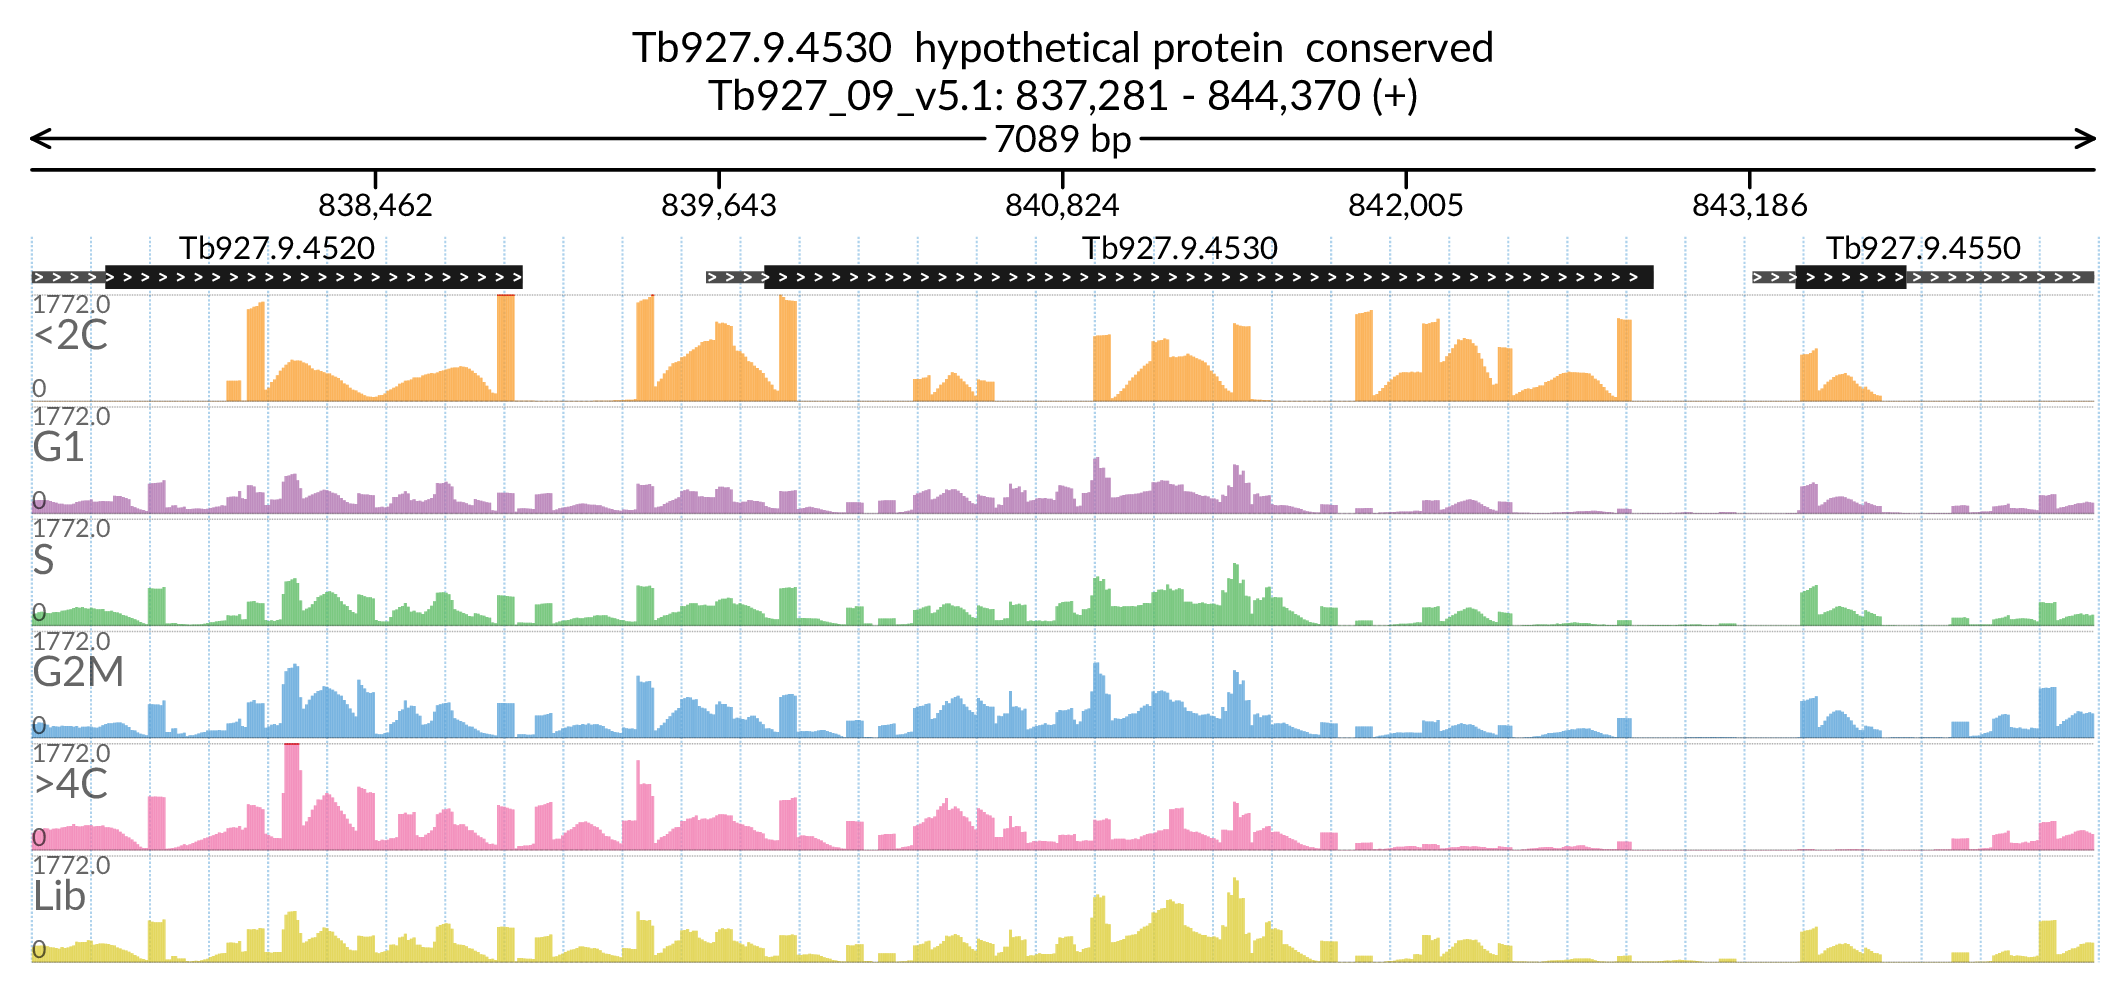 Tb927.9.4530  hypothetical protein  conserved
Tb927_09_v5.1: 837,281 - 844,370 (+)
7089 bp
838,462 839,643 840,824 842,005 843,186
Tb927.9.4520 Tb927.9.4530 Tb927.9.4550
1772.0
<2C
0
1772.0
G1
0
1772.0
S
0
1772.0
G2M
0
1772.0
>4C
0
1772.0
Lib
0